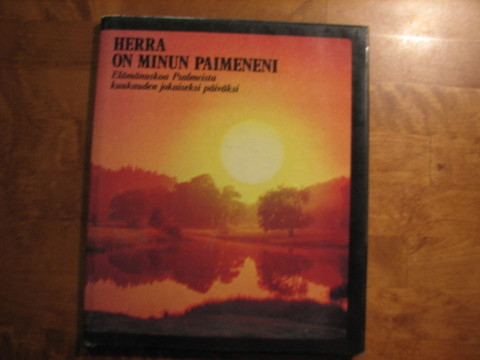 HERRA
ON MINUN PAIMENENI
Elämänuskoa Psalmeista
kuukauden jokaiseksi päiväksi